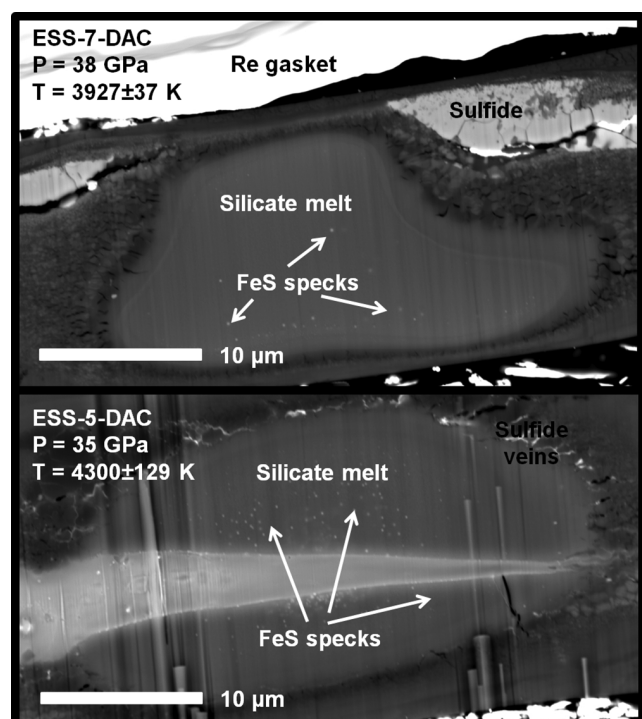 ESS-7-DAC
P = 38 GPa
T = 3927±37 K
Re gasket
Sulfide
Silicate melt
FeS specks
10 µm
ESS-5-DAC
P = 35 GPa
T = 4300±129 K
Sulfide
veins
Silicate melt
FeS specks
10 µm